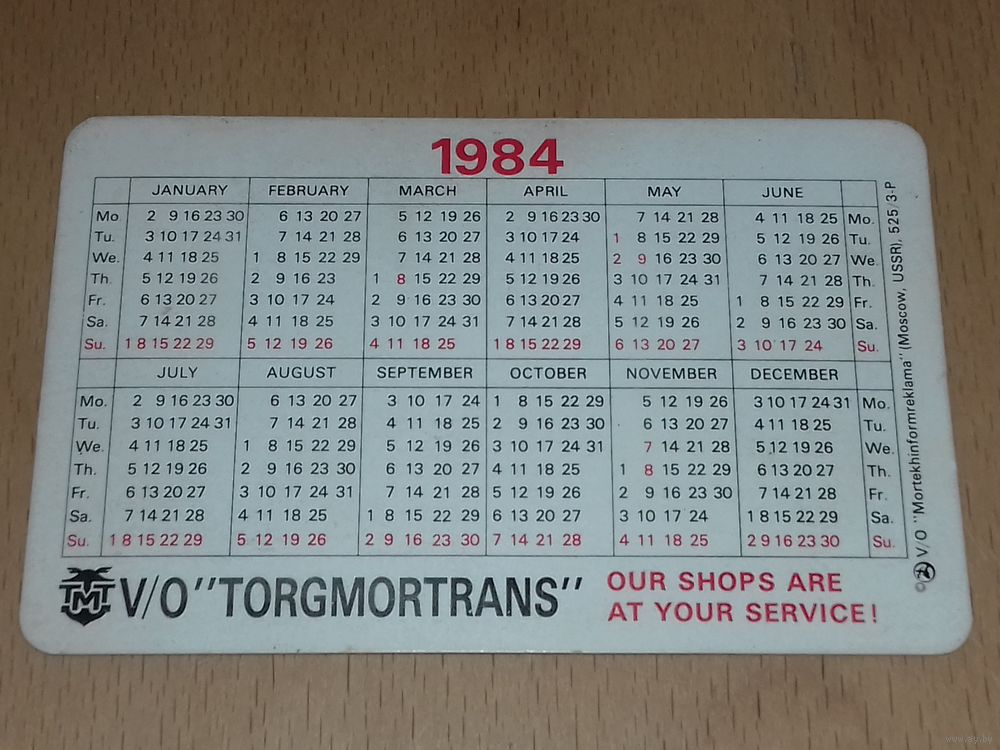 1984
JANUARY FEBRUARY MARCH APRIL MAY JUNE
Mo. 2 9 16 23 30 6 13 20 27 5 12 19 26 2 9 16 23 30 7 14 21 28 4 11 18 25 Mo.
Tu. 3 10 17 24 31 7 14 21 28 6 13 20 27 3 10 17 24 1 8 15 22 29 5 12 19 26 Tu.
We. 4 11 18 25 1 8 15 22 29 7 14 21 28 4 11 18 25 2 9 16 23 30 6 13 20 27 We.
Th. 5 12 19 26 2 9 16 23 1 8 15 22 29 5 12 19 26 3 10 17 24 31 7 14 21 28 Th.
Fr. 6 13 20 27 3 10 17 24 2 9 16 23 30 6 13 20 27 4 11 18 25 1 8 15 22 29 Fr.
Sa. 7 14 21 28 4 11 18 25 3 10 17 24 31 7 14 21 28 5 12 19 26 2 9 16 23 30 Sa.
Su. 1 8 15 22 29 5 12 19 26 4 11 18 25 1 8 15 22 29 6 13 20 27 3 10 17 24 Su.
JULY AUGUST SEPTEMBER OCTOBER NOVEMBER DECEMBER
Mo. 2 9 16 23 30 6 13 20 27 3 10 17 24 1 8 15 22 29 5 12 19 26 3 10 17 24 31 Mo.
Tu. 3 10 17 24 31 7 14 21 28 4 11 18 25 2 9 16 23 30 6 13 20 27 4 11 18 25 Tu.
We. 4 11 18 25 1 8 15 22 29 5 12 19 26 3 10 17 24 31 7 14 21 28 5 12 19 26 We.
Th. 5 12 19 26 2 9 16 23 30 6 13 20 27 4 11 18 25 1 8 15 22 29 6 13 20 27 Th.
Fr. 6 13 20 27 3 10 17 24 31 7 14 21 28 5 12 19 26 2 9 16 23 30 7 14 21 28 Fr.
Sa. 7 14 21 28 4 11 18 25 1 8 15 22 29 6 13 20 27 3 10 17 24 1 8 15 22 29 Sa.
Su. 1 8 15 22 29 5 12 19 26 2 9 16 23 30 7 14 21 28 4 11 18 25 2 9 16 23 30 Su.
© V/O "Mortekhinformreklama" (Moscow, USSR), 525/3-P
MT V/O "TORGMORTRANS"
OUR SHOPS ARE
AT YOUR SERVICE!
www.ay.by